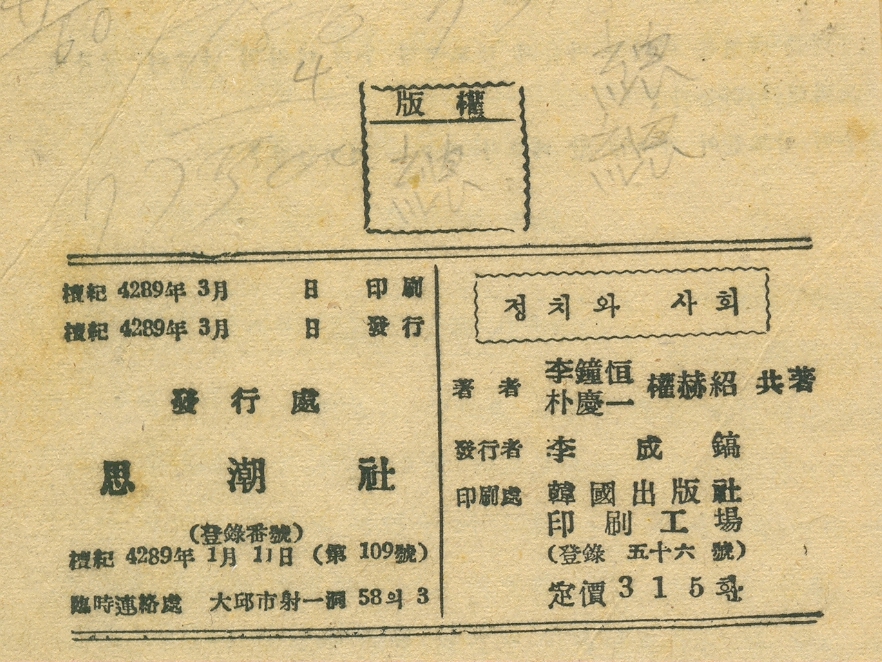 版權
檀紀 4289年 3月 日 印刷
檀紀 4289年 3月 日 發行
發行處
思潮社
(登錄番號)
檀紀 4289年 1月 11日 (第 109號)
臨時連絡處 大邱市射一洞 58의 3
정치와 사회
著者 李鐘恒 朴慶一 權赫紹 共著
發行者 李成鎬
印刷處 韓國出版社
印刷工場
(登錄 五十六 號)
定價 315환